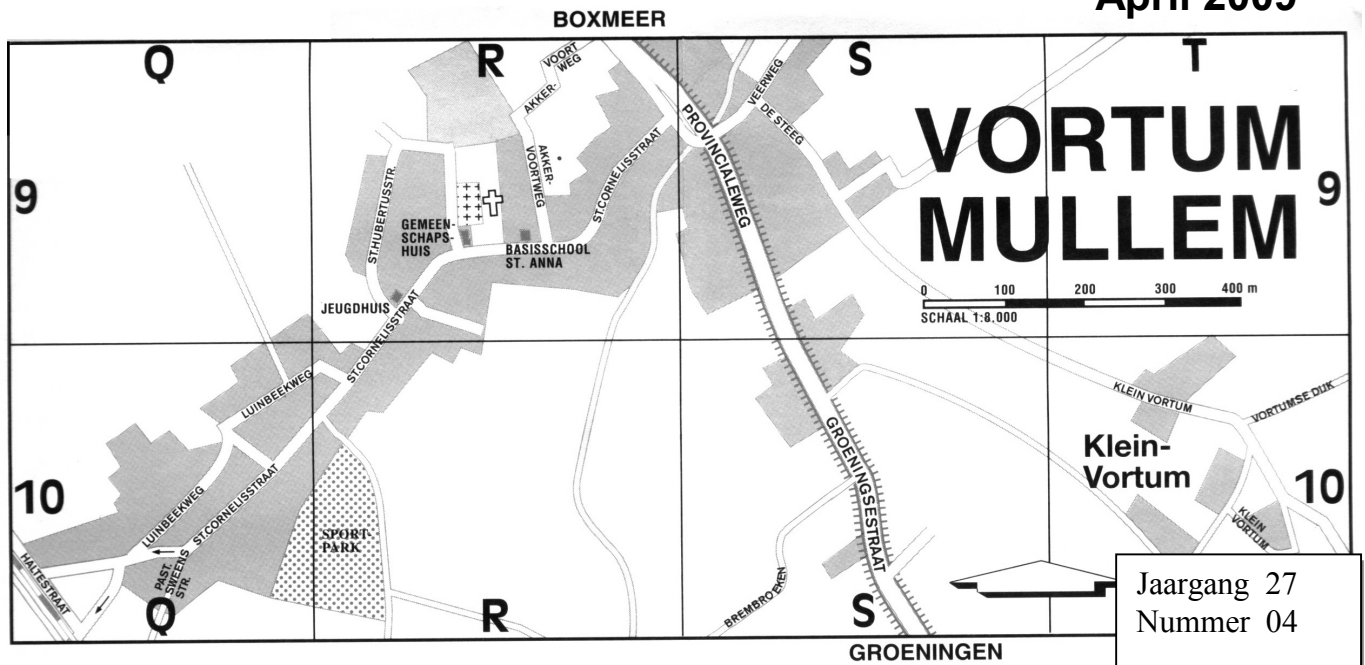 April 2009
BOXMEER
Q
R
S
T
VORTUM
MULLEM
9
9
VOORT
WEG
AKKER-
AKKER-
VOORTWEG
ST.CORNELISSTRAAT
PROVINCIALEWEG
VEERWEG
DE STEEG
ST.HUBERTUSSTR.
GEMEEN-
SCHAPS-
HUIS
BASISSCHOOL
ST. ANNA
JEUGDHUIS
ST.CORNELISSTRAAT
0 100 200 300 400 m
SCHAAL 1:8.000
LUINBEEKWEG
KLEIN VORTUM
VORTUMSE DIJK
Klein-
Vortum
10
10
LUINBEEKWEG
ST.CORNELISSTRAAT
GROENINGSESTRAAT
KLEIN
VORTUM
SPORT-
PARK
HALTESTRAAT
PAST.
SWEENS
STR.
BREMBROEKEN
Q
R
S
GROENINGEN
Jaargang 27
Nummer 04